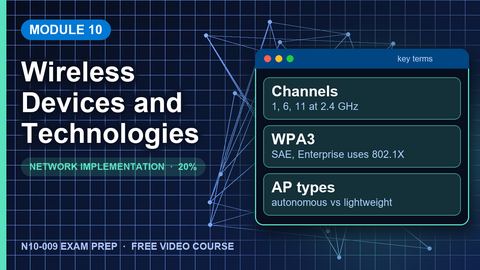 MODULE 10
Wireless
Devices and
Technologies
NETWORK IMPLEMENTATION · 20%
N10-009 EXAM PREP · FREE VIDEO COURSE
key terms
Channels
1, 6, 11 at 2.4 GHz
WPA3
SAE, Enterprise uses 802.1X
AP types
autonomous vs lightweight